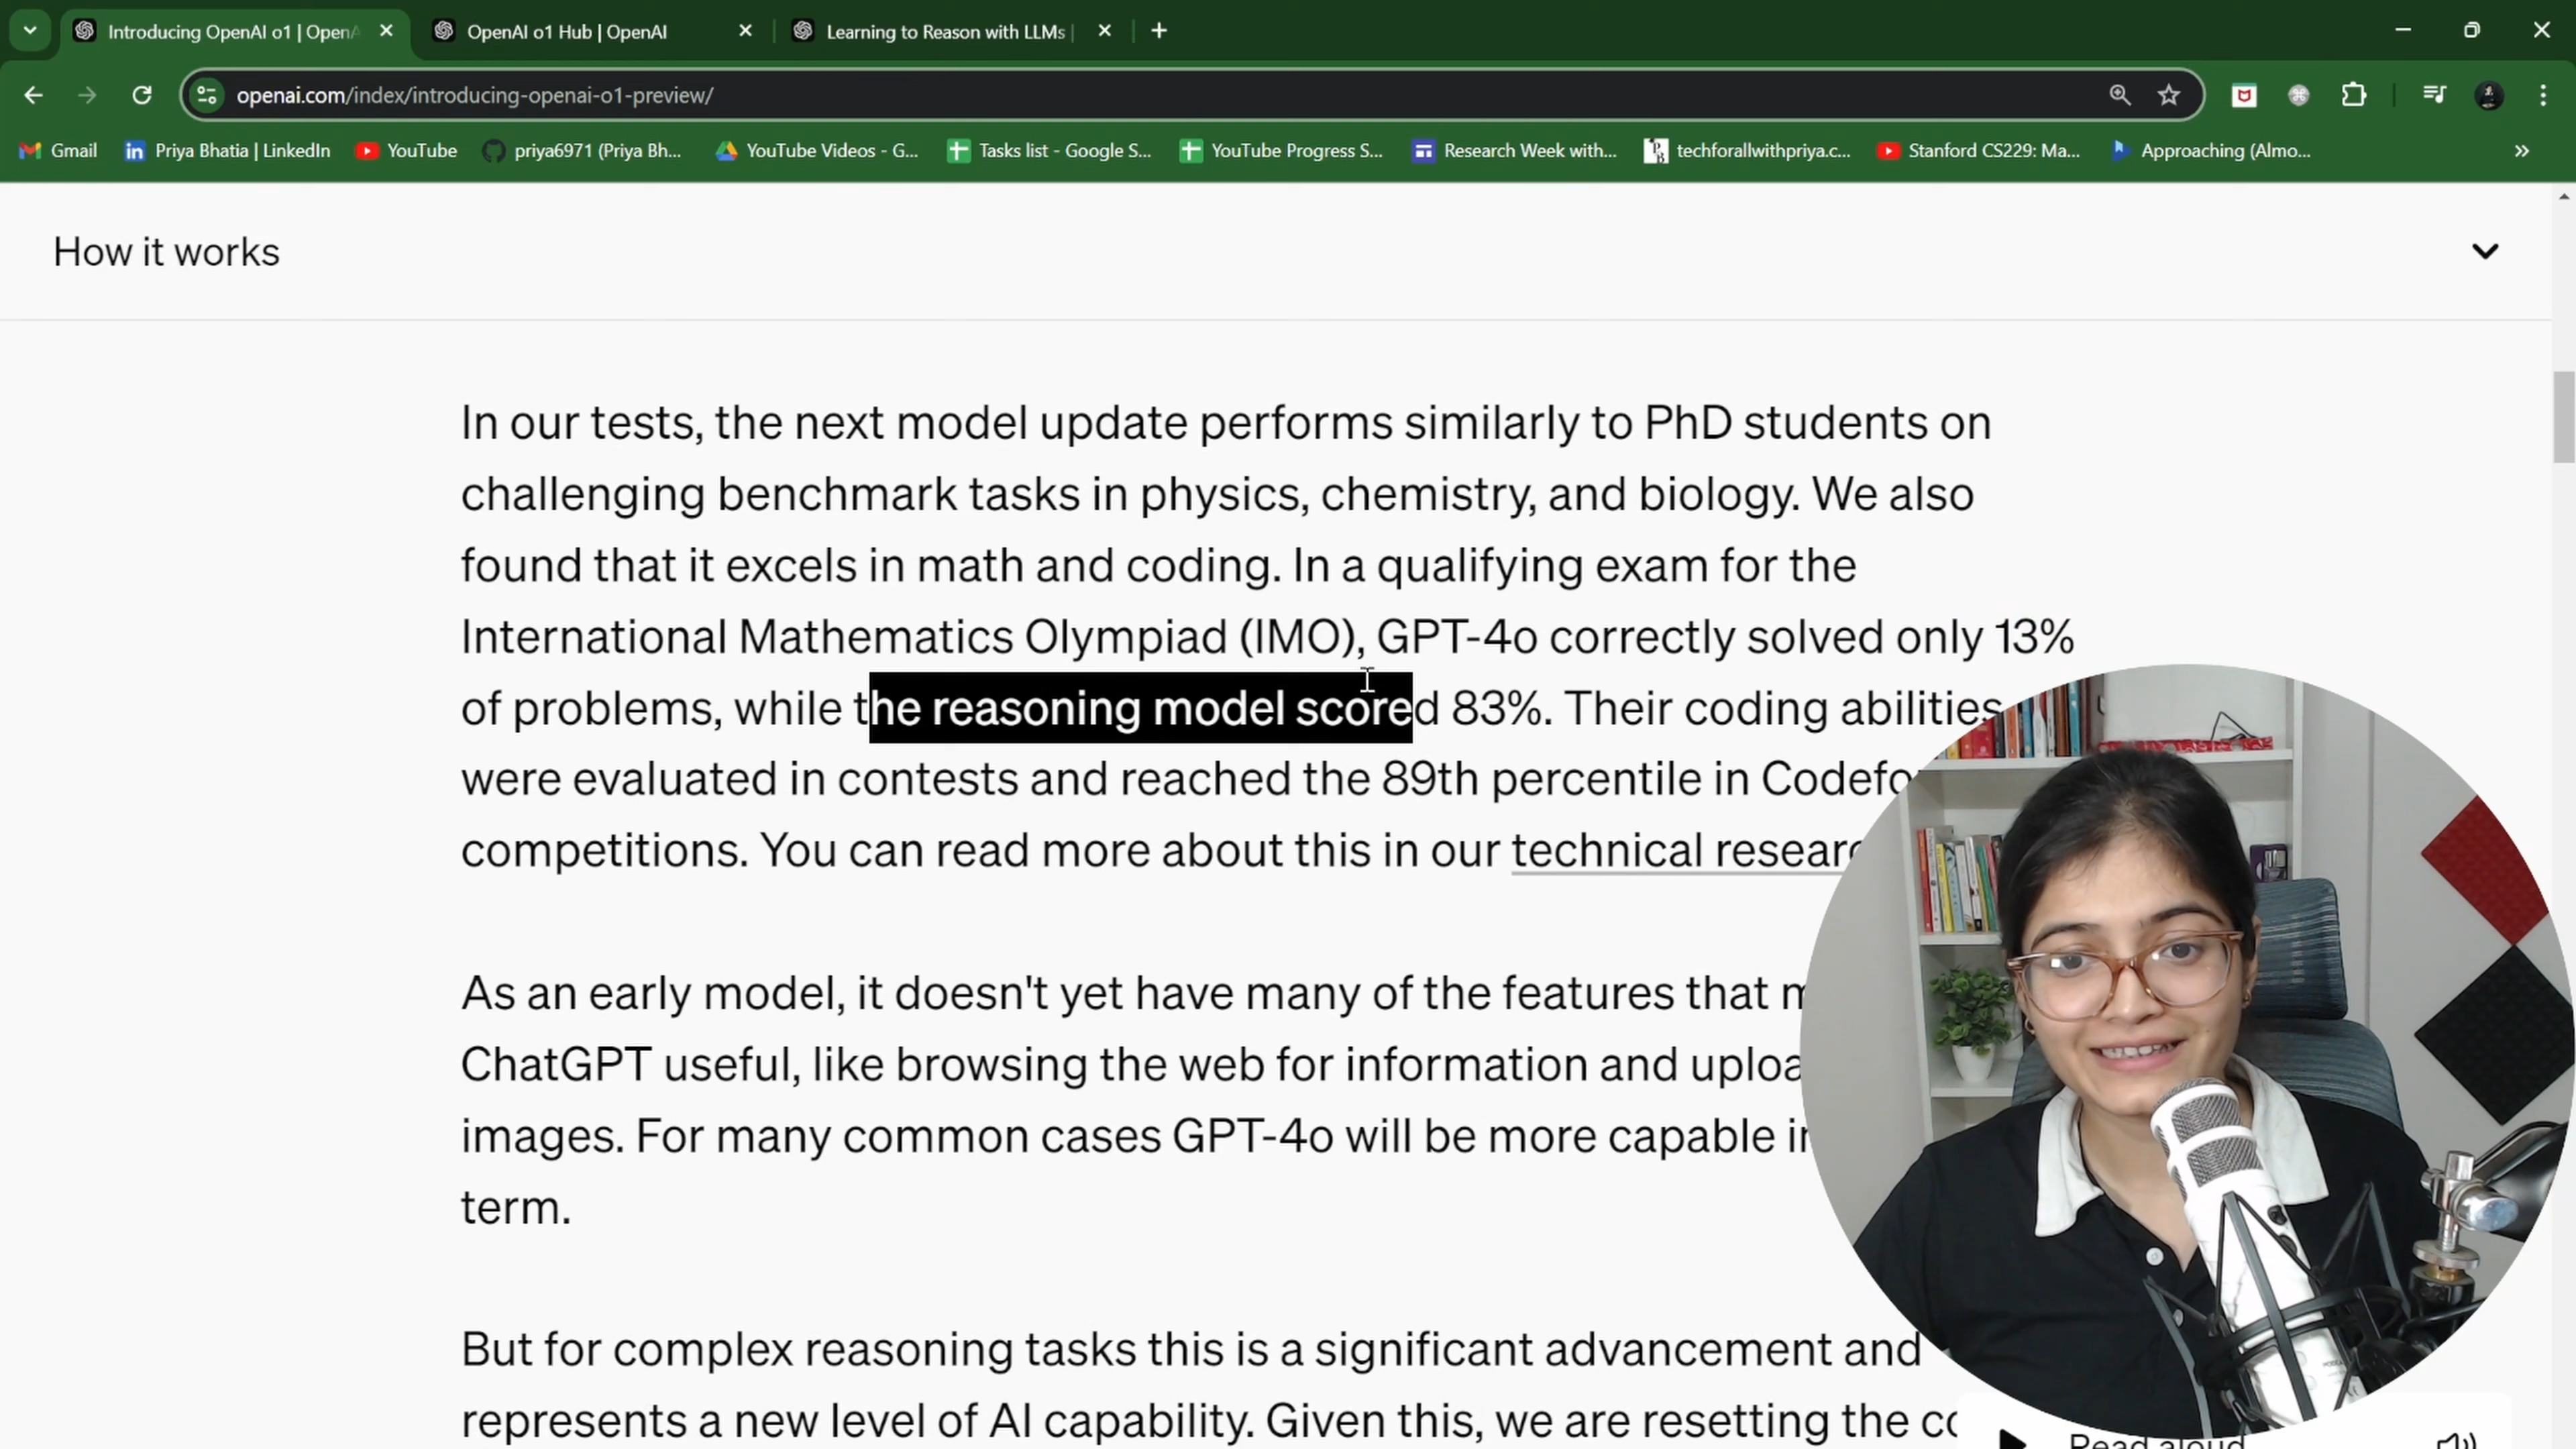 Introducing OpenAI o1 | OpenA
OpenAI o1 Hub | OpenAI
Learning to Reason with LLMs |
openai.com/index/introducing-openai-o1-preview/
Gmail
Priya Bhatia | LinkedIn
YouTube
priya6971 (Priya Bh...
YouTube Videos - G...
Tasks list - Google S...
YouTube Progress S...
Research Week with...
techforallwithpriya.c...
Stanford CS229: Ma...
Approaching (Almo...
How it works
In our tests, the next model update performs similarly to PhD students on
challenging benchmark tasks in physics, chemistry, and biology. We also
found that it excels in math and coding. In a qualifying exam for the
International Mathematics Olympiad (IMO), GPT-4o correctly solved only 13%
of problems, while the reasoning model scored 83%. Their coding abilities
were evaluated in contests and reached the 89th percentile in Codefo
competitions. You can read more about this in our technical researc
As an early model, it doesn't yet have many of the features that m
ChatGPT useful, like browsing the web for information and uploa
images. For many common cases GPT-4o will be more capable in
term.
But for complex reasoning tasks this is a significant advancement and
represents a new level of AI capability. Given this, we are resetting the co
Read aloud